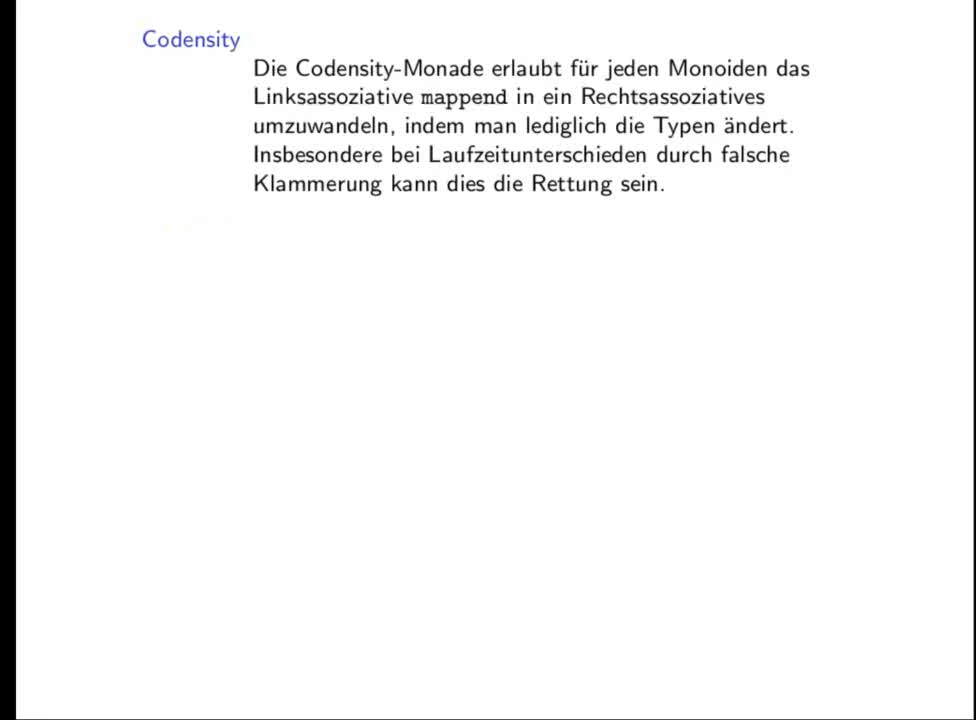 Codensity
Die Codensity-Monade erlaubt für jeden Monoiden das
Linksassoziative mappend in ein Rechtsassoziatives
umzuwandeln, indem man lediglich die Typen ändert.
Insbesondere bei Laufzeitunterschieden durch falsche
Klammerung kann dies die Rettung sein.